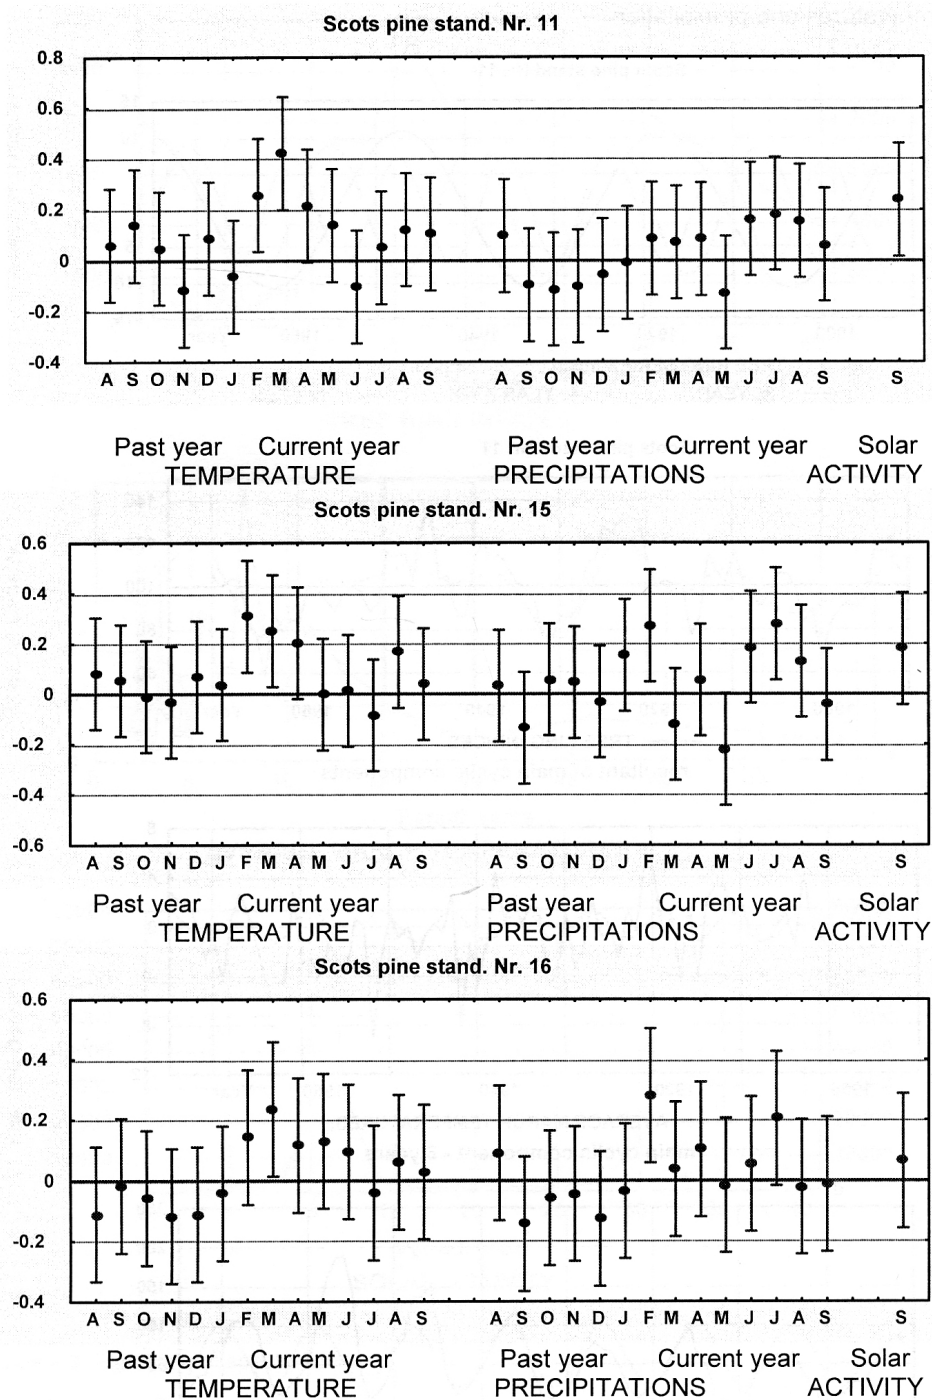 Scots pine stand. Nr. 11
0.8
0.6
0.4
0.2
0
-0.2
-0.4
A S O N D J F M A M J J A S A S O N D J F M A M J J A S S
Past year Current year Past year Current year Solar
TEMPERATURE PRECIPITATIONS ACTIVITY
Scots pine stand. Nr. 15
0.6
0.4
0.2
0
-0.2
-0.4
-0.6
A S O N D J F M A M J J A S A S O N D J F M A M J J A S S
Past year Current year Past year Current year Solar
TEMPERATURE PRECIPITATIONS ACTIVITY
Scots pine stand. Nr. 16
0.6
0.4
0.2
0
-0.2
-0.4
A S O N D J F M A M J J A S A S O N D J F M A M J J A S S
Past year Current year Past year Current year Solar
TEMPERATURE PRECIPITATIONS ACTIVITY